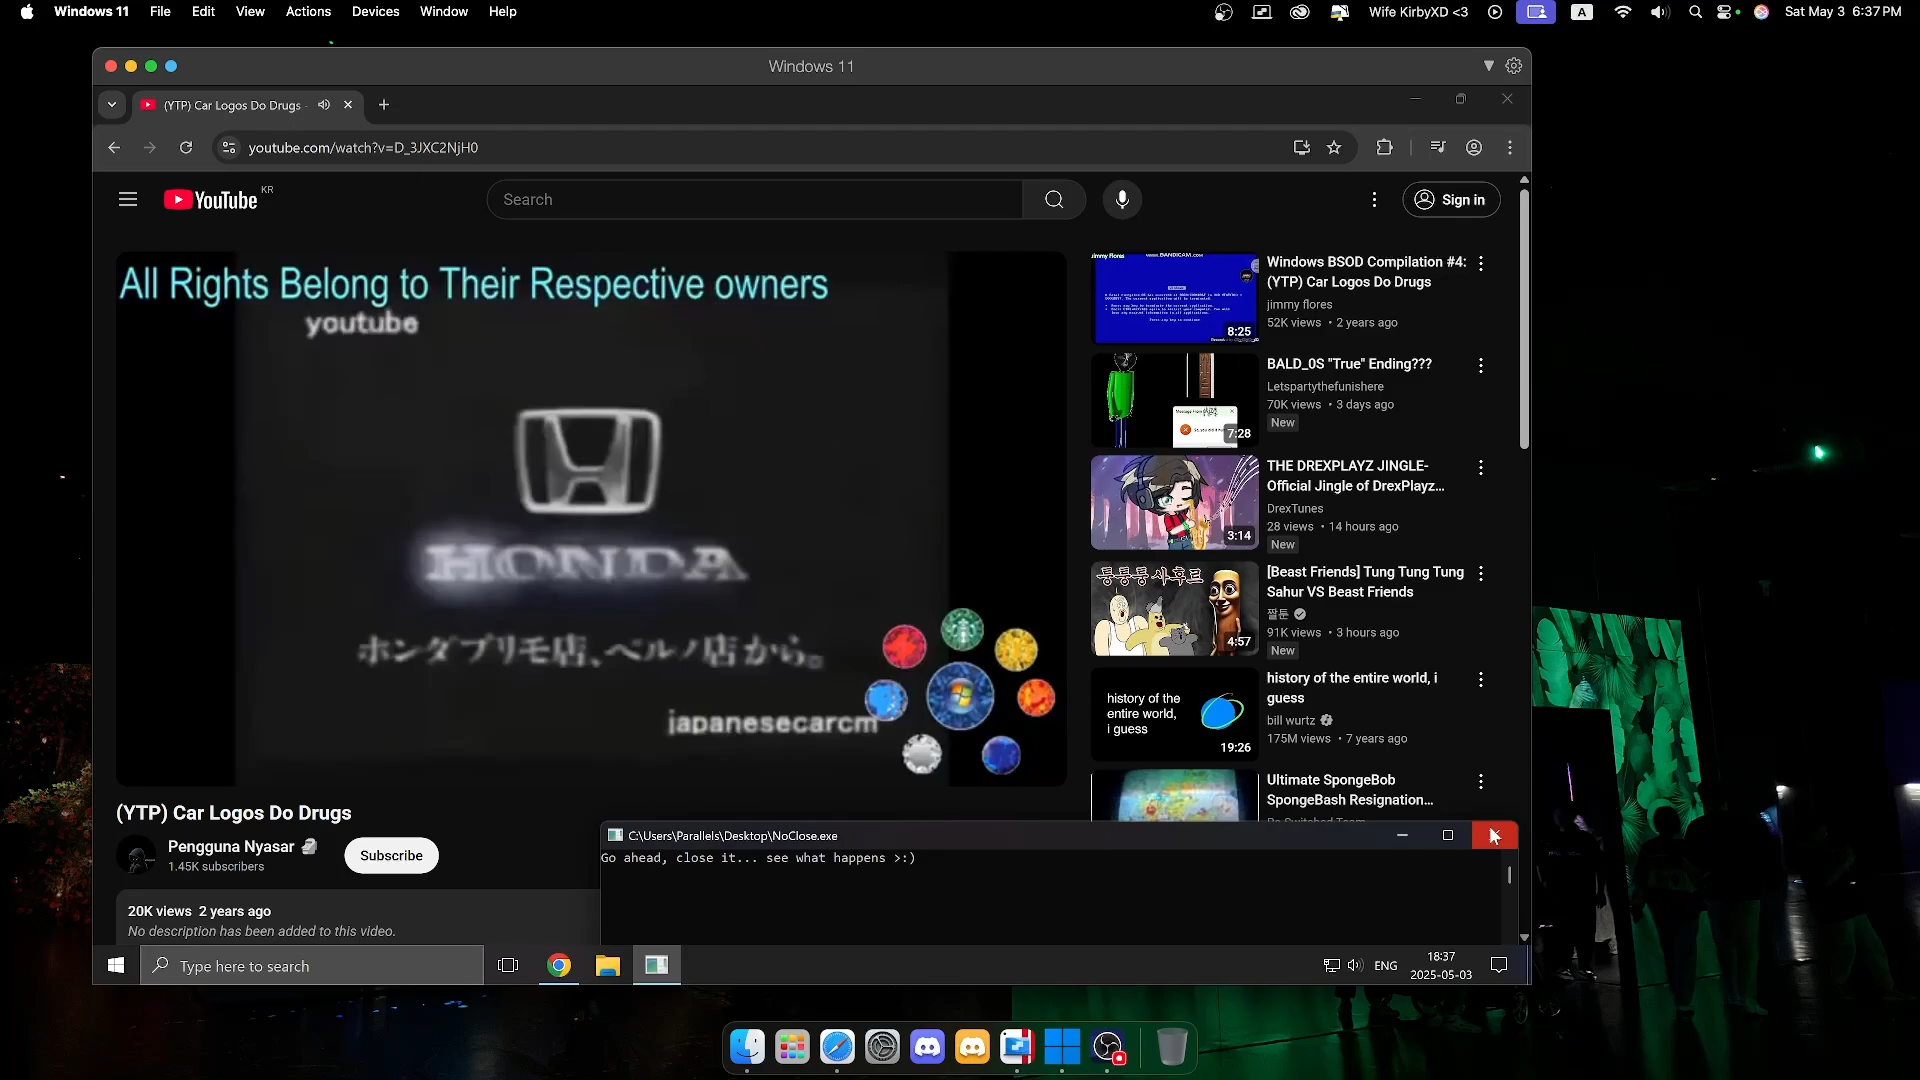 Windows 11 File Edit View Actions Devices Window Help
Wife KirbyXD <3
A
Sat May 3 6:37 PM
Windows 11
(YTP) Car Logos Do Drugs
youtube.com/watch?v=D_3JXC2NjH0
YouTube KR
Search
Sign in
All Rights Belong to Their Respective owners
youtube
HONDA
ホンダプリモ店、ベルノ店から。
japanesecarcm
(YTP) Car Logos Do Drugs
Pengguna Nyasar
1.45K subscribers
Subscribe
20K views 2 years ago
No description has been added to this video.
Jimmy Flores
www.BANDICAM.com
8:25
Windows BSOD Compilation #4:
(YTP) Car Logos Do Drugs
jimmy flores
52K views • 2 years ago
7:28
BALD_0S "True" Ending???
Letspartythefunishere
70K views • 3 days ago
New
3:14
THE DREXPLAYZ JINGLE-
Official Jingle of DrexPlayz...
DrexTunes
28 views • 14 hours ago
New
퉁퉁퉁 사후르
4:57
[Beast Friends] Tung Tung Tung
Sahur VS Beast Friends
짤툰
91K views • 3 hours ago
New
history of the
entire world,
i guess
19:26
history of the entire world, i
guess
bill wurtz
175M views • 7 years ago
Ultimate SpongeBob
SpongeBash Resignation...
C:\Users\Parallels\Desktop\NoClose.exe
Go ahead, close it... see what happens >:)
Type here to search
ENG
18:37
2025-05-03